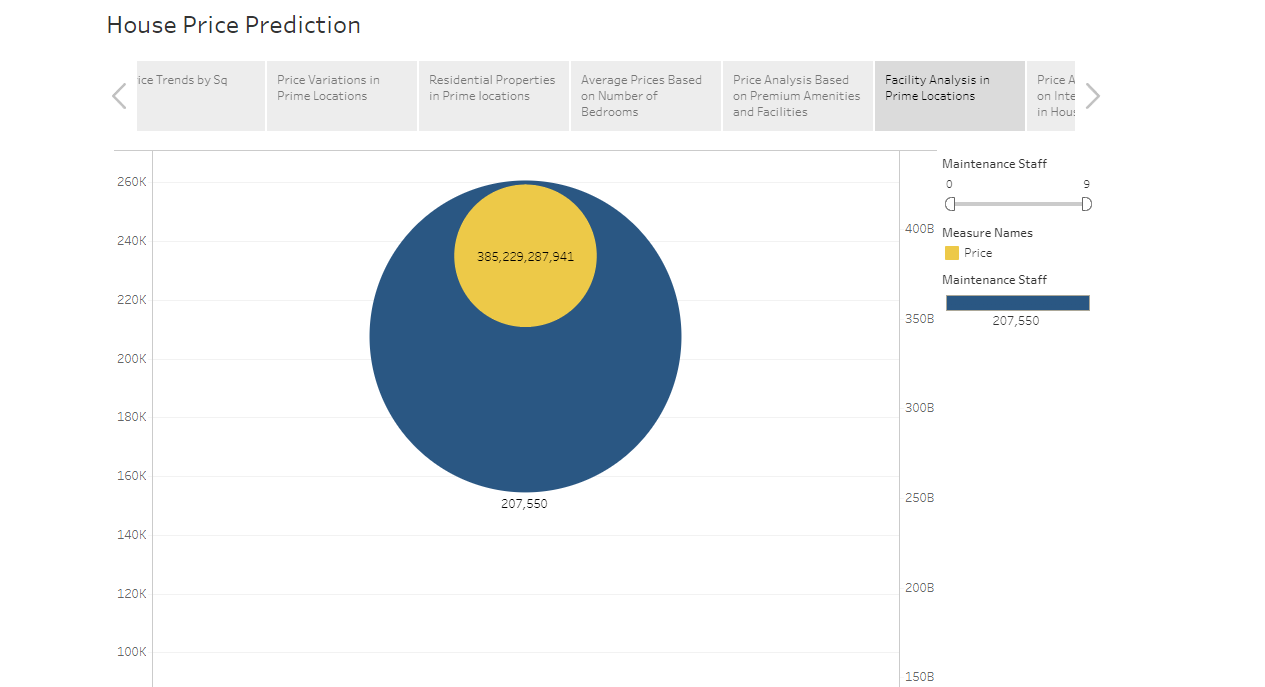 House Price Prediction
ice Trends by Sq
Price Variations in
Prime Locations
Residential Properties
in Prime locations
Average Prices Based
on Number of
Bedrooms
Price Analysis Based
on Premium Amenities
and Facilities
Facility Analysis in
Prime Locations
Price A
on Inte
in Hous
260K
240K
220K
200K
180K
160K
140K
120K
100K
385,229,287,941
207,550
400B
350B
300B
250B
200B
150B
Maintenance Staff
0 9
Measure Names
Price
Maintenance Staff
207,550